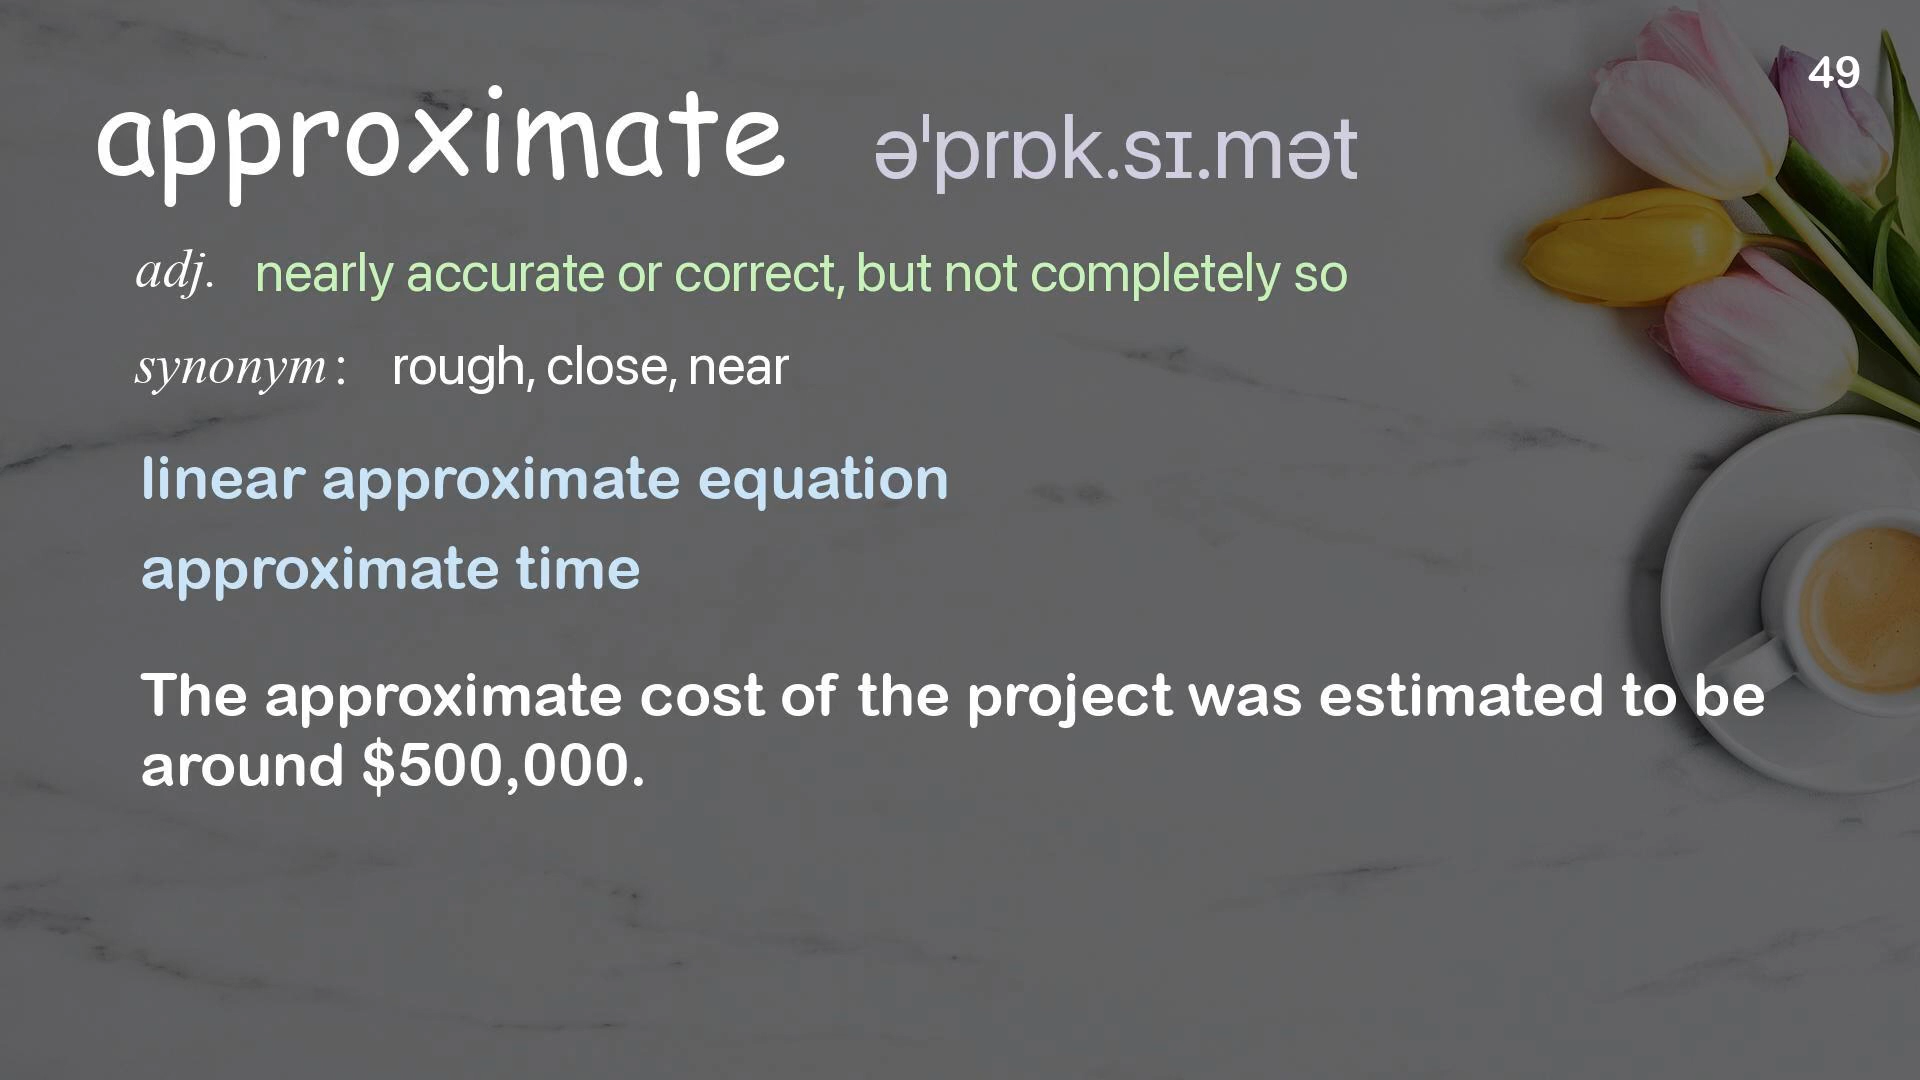 49
approximate əˈprɒk.sɪ.mət
adj. nearly accurate or correct, but not completely so
synonym: rough, close, near
linear approximate equation
approximate time
The approximate cost of the project was estimated to be
around $500,000.